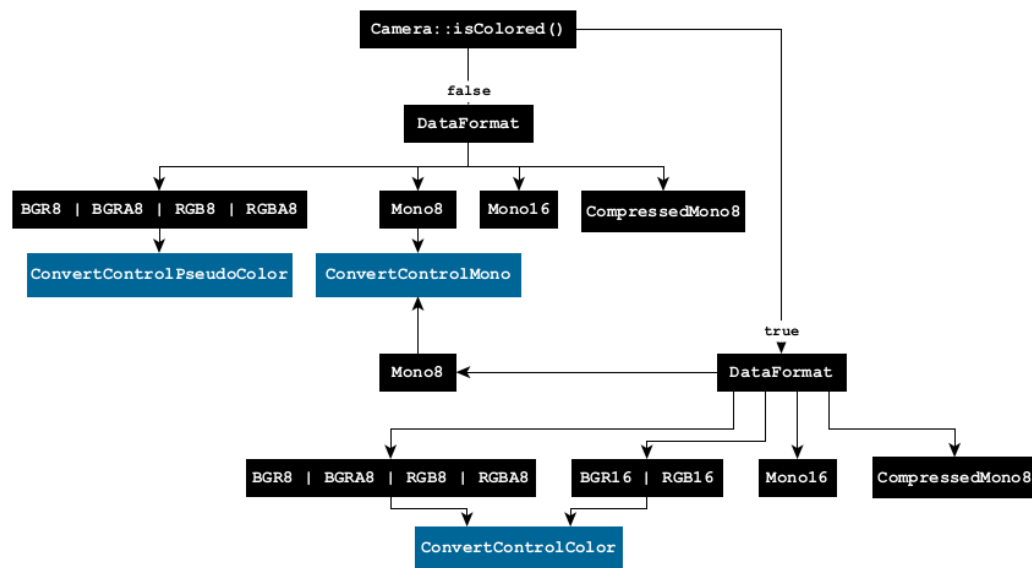 Camera::isColored()
false
DataFormat
BGR8 | BGRA8 | RGB8 | RGBA8
Mono8
Mono16
CompressedMono8
ConvertControlPseudoColor
ConvertControlMono
true
Mono8
DataFormat
BGR8 | BGRA8 | RGB8 | RGBA8
BGR16 | RGB16
Mono16
CompressedMono8
ConvertControlColor